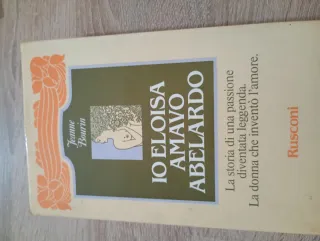 Jeanne
Bourin
IO ELOISA
AMAVO
ABELARDO
La storia di una passione
diventata leggenda.
La donna che inventò l'amore.
Rusconi